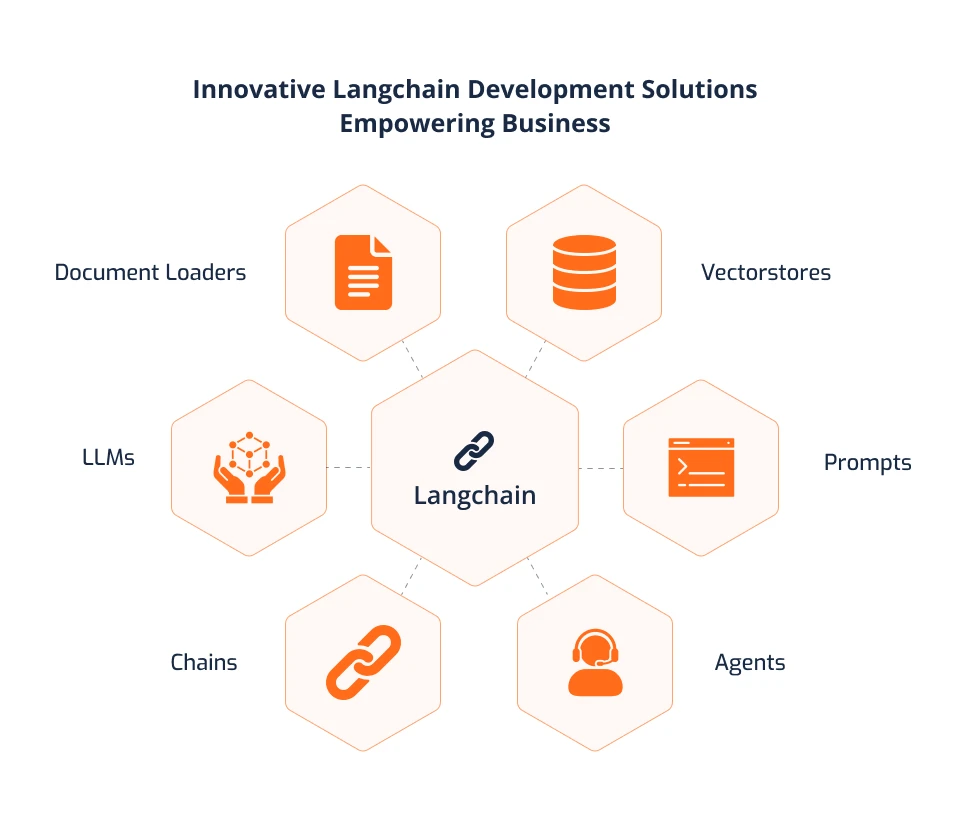 Innovative Langchain Development Solutions
Empowering Business
Document Loaders
Vectorstores
LLMs
Langchain
Prompts
Chains
Agents